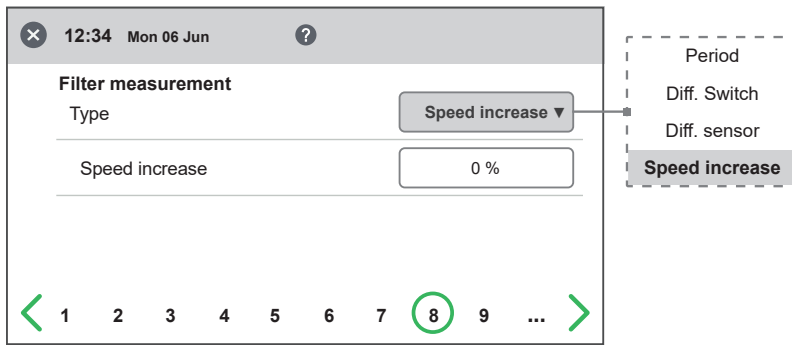 12:34 Mon 06 Jun ?
Filter measurement
Type Speed increase ▼
Speed increase 0 %
1 2 3 4 5 6 7 8 9 ...
Period
Diff. Switch
Diff. sensor
Speed increase